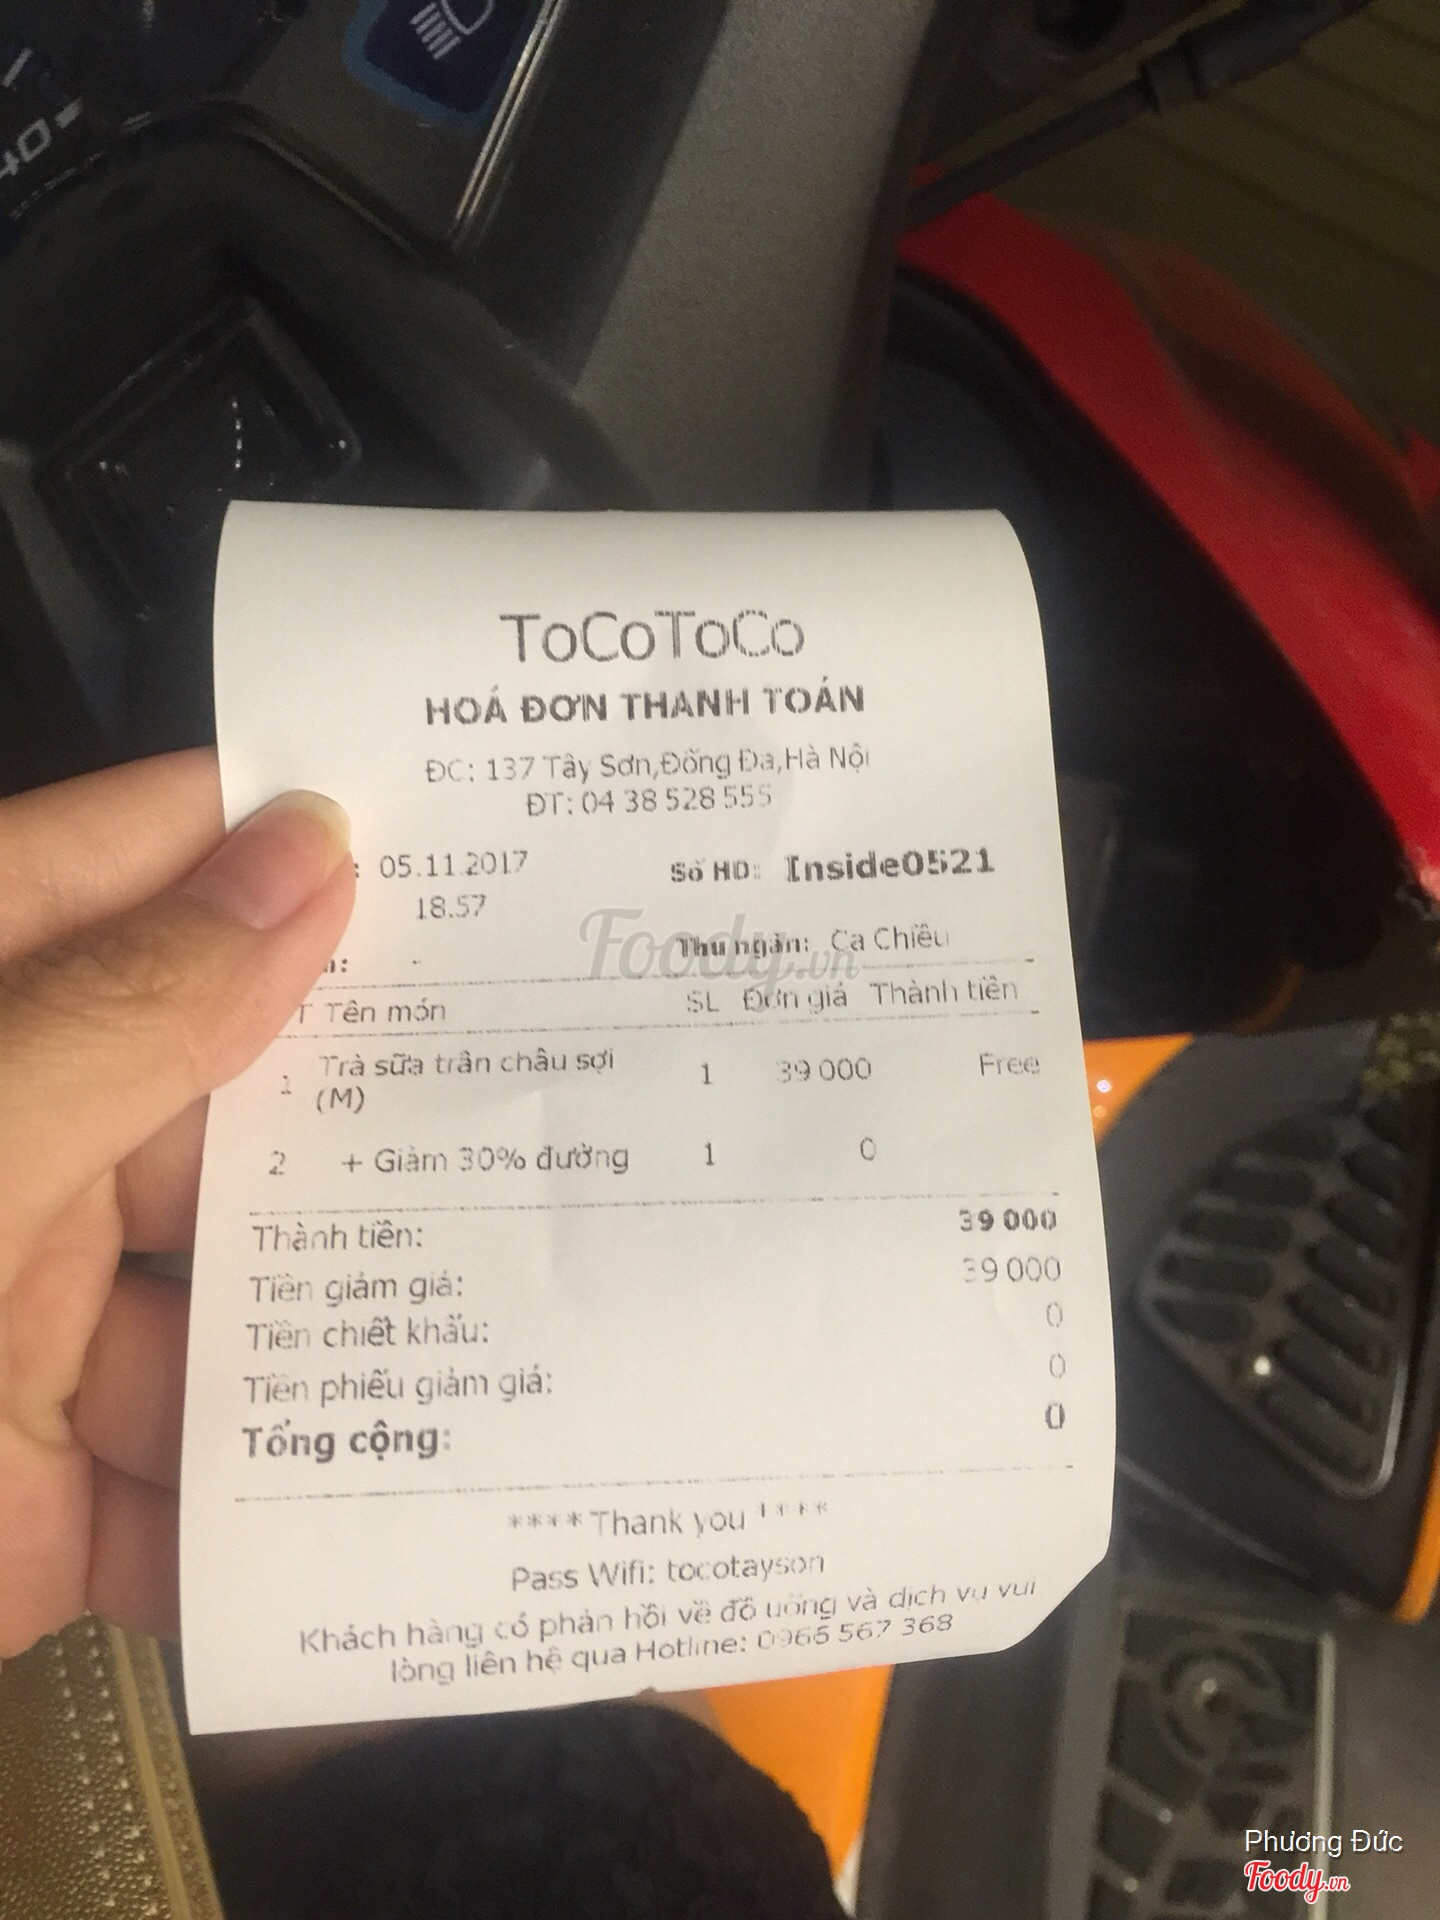 40
ToCoToCo
HOÁ ĐƠN THANH TOÁN
ĐC: 137 Tây Sơn,Đống Đa,Hà Nội
ĐT: 04 38 528 555
: 05.11.2017 Số HD: Inside0521
18.57
Thu ngân: Ca Chiều
: -
T Tên món SL Đơn giá Thành tiền
1 Trà sữa trân châu sợi (M) 1 39 000 Free
2 + Giảm 30% đường 1 0
Thành tiền: 39 000
Tiền giảm giá: 39 000
Tiền chiết khấu: 0
Tiền phiếu giảm giá: 0
Tổng cộng: 0
****Thank you ****
Pass Wifi: tocotayson
Khách hàng có phản hồi về đồ uống và dịch vụ vui
lòng liên hệ qua Hotline: 0966 567 368
Foody.vn
Phương Đức
Foody.vn